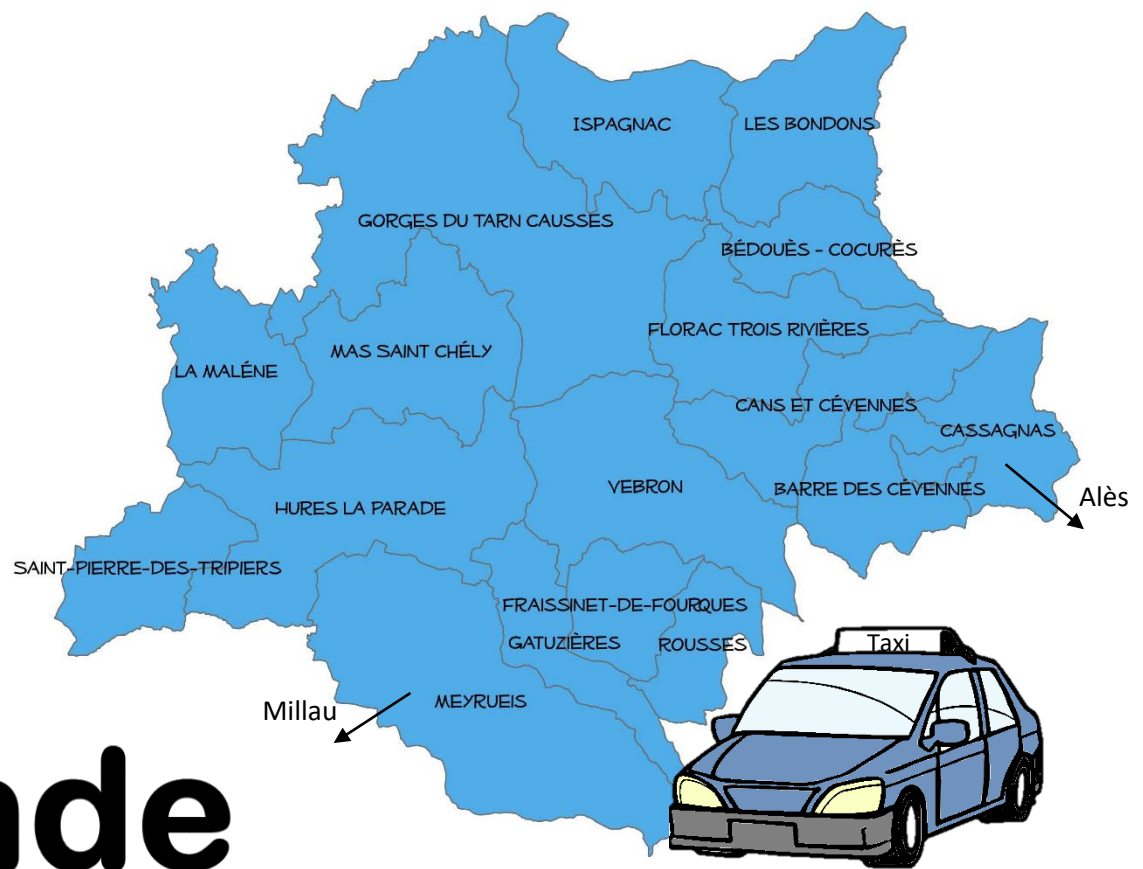 ISPAGNAC
LES BONDONS
GORGES DU TARN CAUSSES
BÉDOUÈS - COCURÈS
FLORAC TROIS RIVIÈRES
MAS SAINT CHÉLY
LA MALÉNE
CANS ET CÉVENNES
CASSAGNAS
VEBRON
BARRE DES CÉVENNES
Alès
HURES LA PARADE
SAINT-PIERRE-DES-TRIPIERS
FRAISSINET-DE-FOURQUES
GATUZIÈRES
ROUSSES
Taxi
MEYRUEIS
Millau